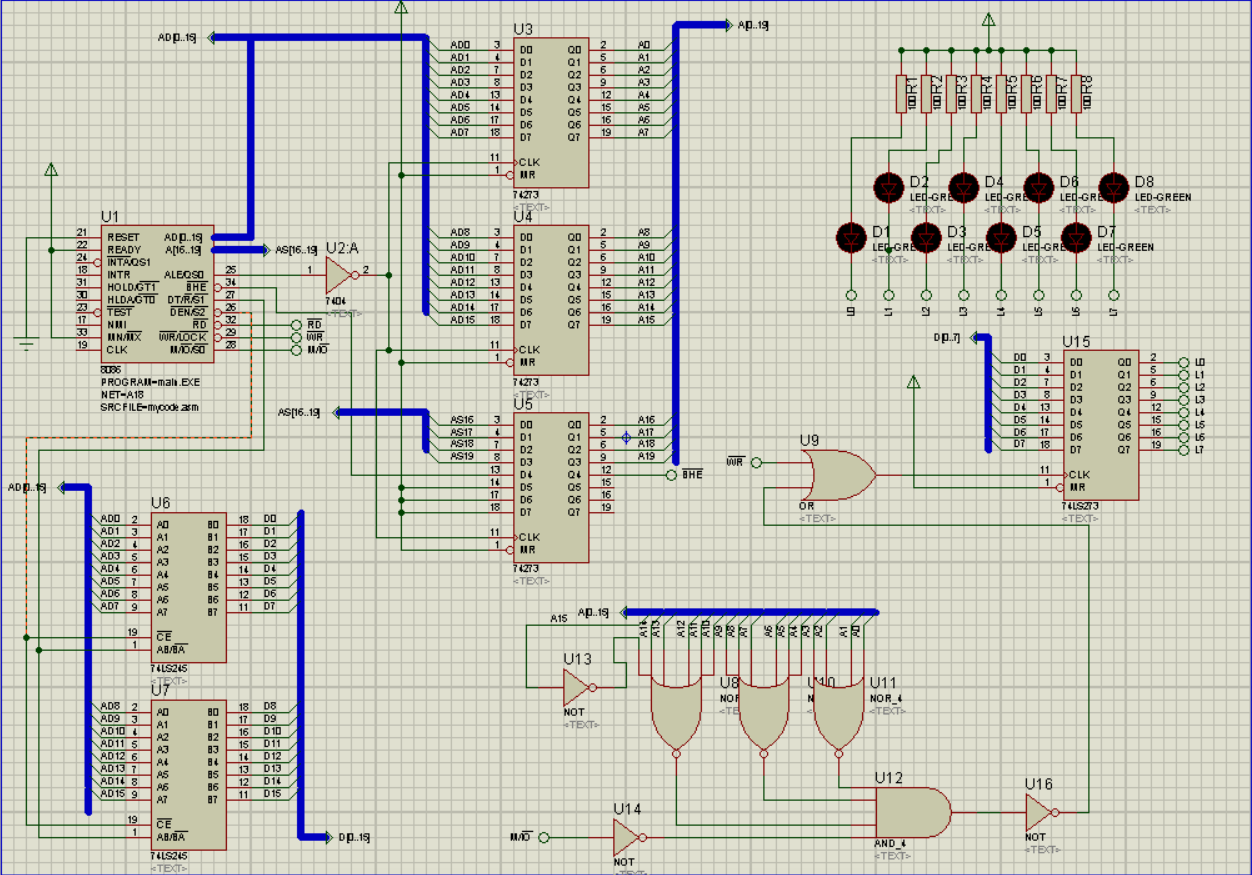 AD[0..15]
A[0..19]
U3
AD0 3 D0 Q0 2 A0
AD1 4 D1 Q1 5 A1
AD2 7 D2 Q2 6 A2
AD3 8 D3 Q3 9 A3
AD4 13 D4 Q4 12 A4
AD5 14 D5 Q5 15 A5
AD6 17 D6 Q6 16 A6
AD7 18 D7 Q7 19 A7
11 CLK
1 MR
74273
<TEXT>
R1 R2 R3 R4 R5 R6 R7 R8
100 100 100 100 100 100 100 100
D2 D4 D6 D8
LED-GREEN
D1 D3 D5 D7
LED-GREEN
L0 L1 L2 L3 L4 L5 L6 L7
U1
21 RESET AD[0..15]
22 READY A[16..19]
24 INTA/QS1
18 INTR ALE/QS0 25
31 HOLD/GT1 BHE 34
30 HLDA/GT0 DT/R/S1 27
23 TEST DEN/S2 26
17 NMI RD 32 RD
33 MN/MX WR/LOCK 29 WR
19 CLK M/IO/S0 28 M/IO
8086
PROGRAM=main.EXE
NET=A18
SRCFILE=mycode.asm
AS[16..19]
U2:A
1 2
7404
<TEXT>
U4
AD8 3 D0 Q0 2 A8
AD9 4 D1 Q1 5 A9
AD10 7 D2 Q2 6 A10
AD11 8 D3 Q3 9 A11
AD12 13 D4 Q4 12 A12
AD13 14 D5 Q5 15 A13
AD14 17 D6 Q6 16 A14
AD15 18 D7 Q7 19 A15
11 CLK
1 MR
74273
<TEXT>
U5
AS[16..19]
AS16 3 D0 Q0 2 A16
AS17 4 D1 Q1 5 A17
AS18 7 D2 Q2 6 A18
AS19 8 D3 Q3 9 A19
13 D4 Q4 12 BHE
14 D5 Q5 15
17 D6 Q6 16
18 D7 Q7 19
11 CLK
1 MR
74273
<TEXT>
D[0..7]
U15
D0 3 D0 Q0 2 L0
D1 4 D1 Q1 5 L1
D2 7 D2 Q2 6 L2
D3 8 D3 Q3 9 L3
D4 13 D4 Q4 12 L4
D5 14 D5 Q5 15 L5
D6 17 D6 Q6 16 L6
D7 18 D7 Q7 19 L7
11 CLK
1 MR
74LS273
<TEXT>
U9
WR
OR
<TEXT>
AD[0..15]
U6
AD0 2 A0 B0 18 D0
AD1 3 A1 B1 17 D1
AD2 4 A2 B2 16 D2
AD3 5 A3 B3 15 D3
AD4 6 A4 B4 14 D4
AD5 7 A5 B5 13 D5
AD6 8 A6 B6 12 D6
AD7 9 A7 B7 11 D7
19 CE
1 AB/BA
74LS245
<TEXT>
U7
AD8 2 A0 B0 18 D8
AD9 3 A1 B1 17 D9
AD10 4 A2 B2 16 D10
AD11 5 A3 B3 15 D11
AD12 6 A4 B4 14 D12
AD13 7 A5 B5 13 D13
AD14 8 A6 B6 12 D14
AD15 9 A7 B7 11 D15
19 CE
1 AB/BA
74LS245
<TEXT>
D[0..15]
A15 A[0..15]
A14 A13 A12 A11 A10 A9 A8 A7 A6 A5 A4 A3 A2 A1 A0
U13
NOT
<TEXT>
U8 U10 U11
NOR_4
<TEXT>
U12
AND_4
<TEXT>
U16
NOT
<TEXT>
M/IO
U14
NOT
<TEXT>